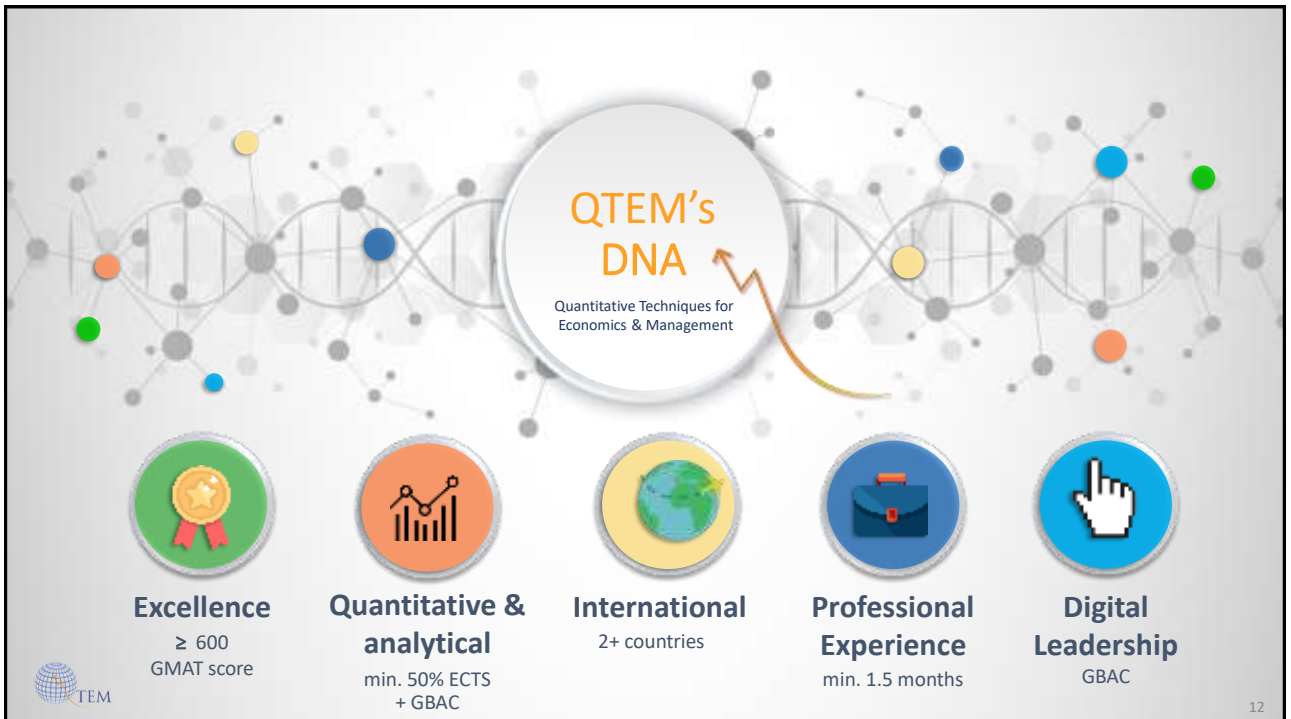 QTEM's
DNA
Quantitative Techniques for
Economics & Management
Excellence
≥ 600
GMAT score
Quantitative &
analytical
min. 50% ECTS
+ GBAC
International
2+ countries
Professional
Experience
min. 1.5 months
Digital
Leadership
GBAC
QTEM
12